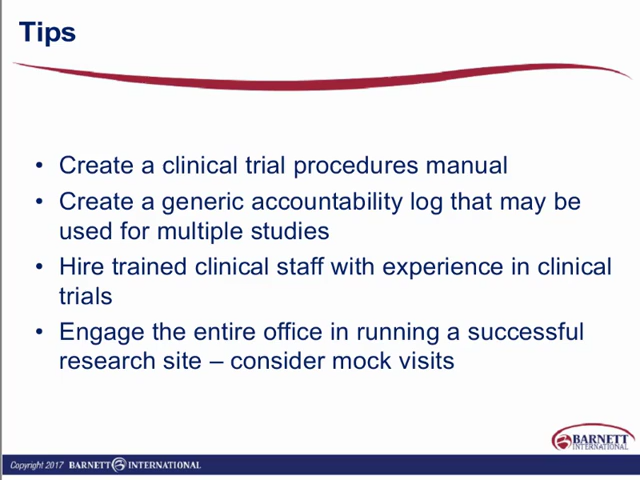 Tips
• Create a clinical trial procedures manual
• Create a generic accountability log that may be
used for multiple studies
• Hire trained clinical staff with experience in clinical
trials
• Engage the entire office in running a successful
research site – consider mock visits
BARNETT
INTERNATIONAL
Copyright 2017 BARNETT INTERNATIONAL